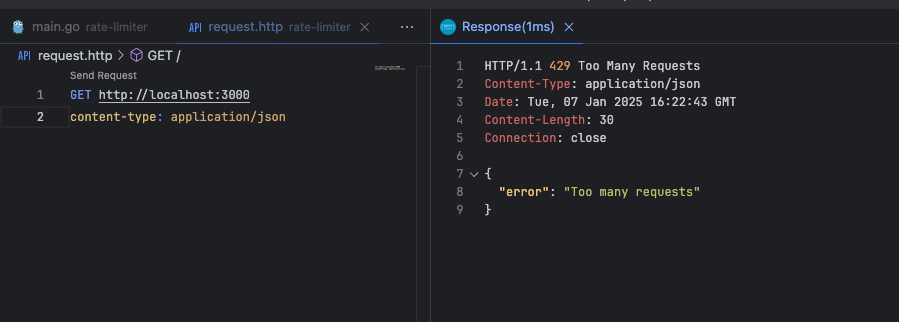 main.go rate-limiter
API request.http rate-limiter
API request.http > GET /
Send Request
1 GET http://localhost:3000
2 content-type: application/json
Response(1ms)
1 HTTP/1.1 429 Too Many Requests
2 Content-Type: application/json
3 Date: Tue, 07 Jan 2025 16:22:43 GMT
4 Content-Length: 30
5 Connection: close
6
7 {
8 "error": "Too many requests"
9 }